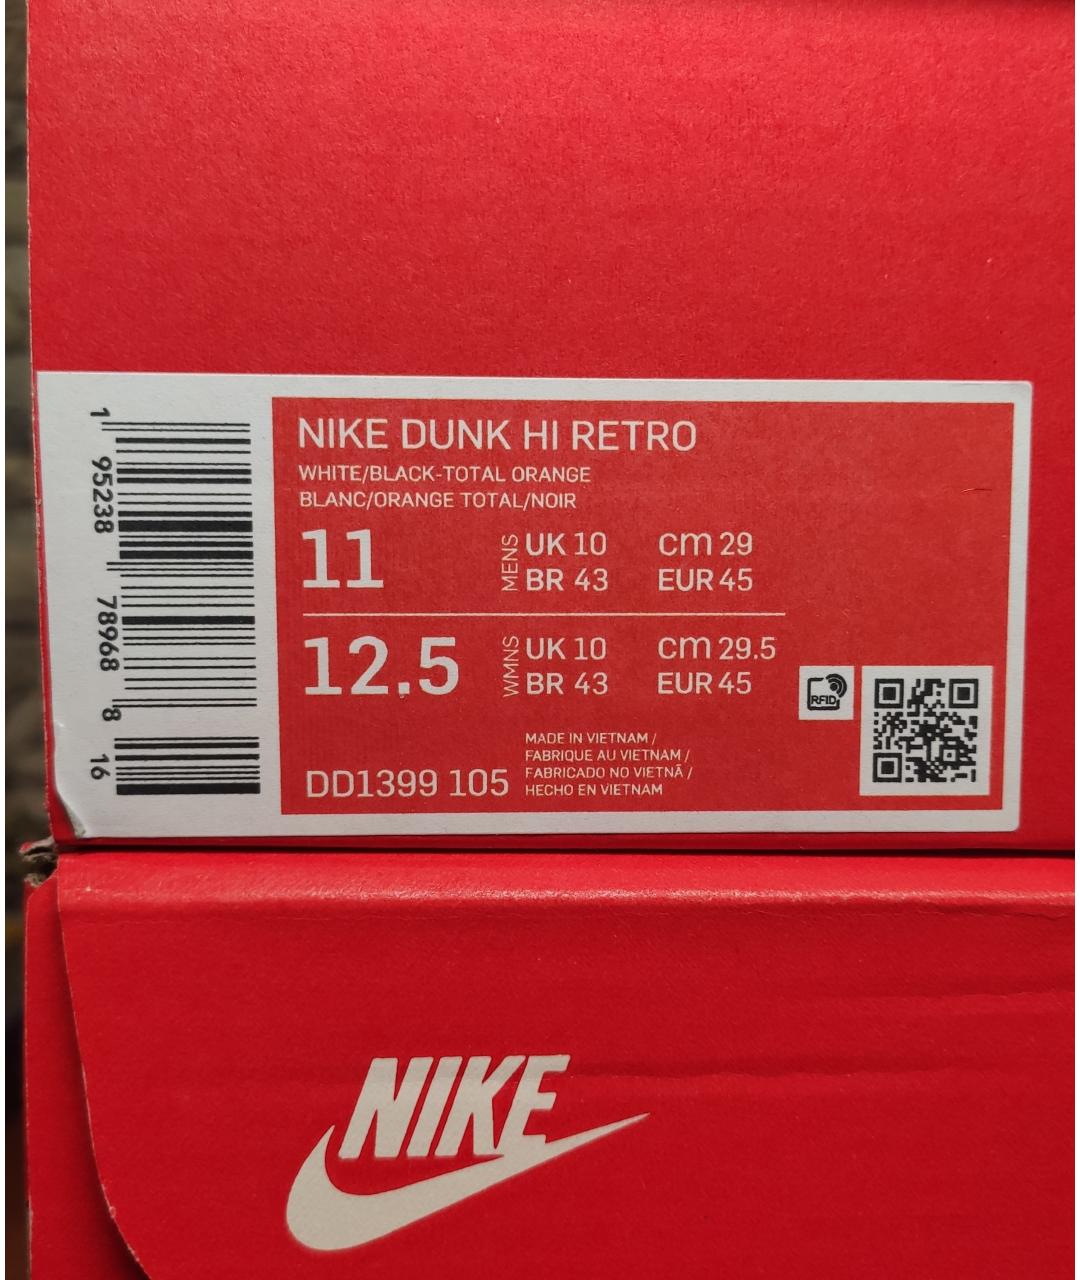 1
95238
78968
8
16
NIKE DUNK HI RETRO
WHITE/BLACK-TOTAL ORANGE
BLANC/ORANGE TOTAL/NOIR
11
MENS
UK 10 cm 29
BR 43 EUR 45
12.5
WMNS
UK 10 cm 29.5
BR 43 EUR 45
RFID
DD1399 105
MADE IN VIETNAM /
FABRIQUE AU VIETNAM /
FABRICADO NO VIETNÃ /
HECHO EN VIETNAM
NIKE